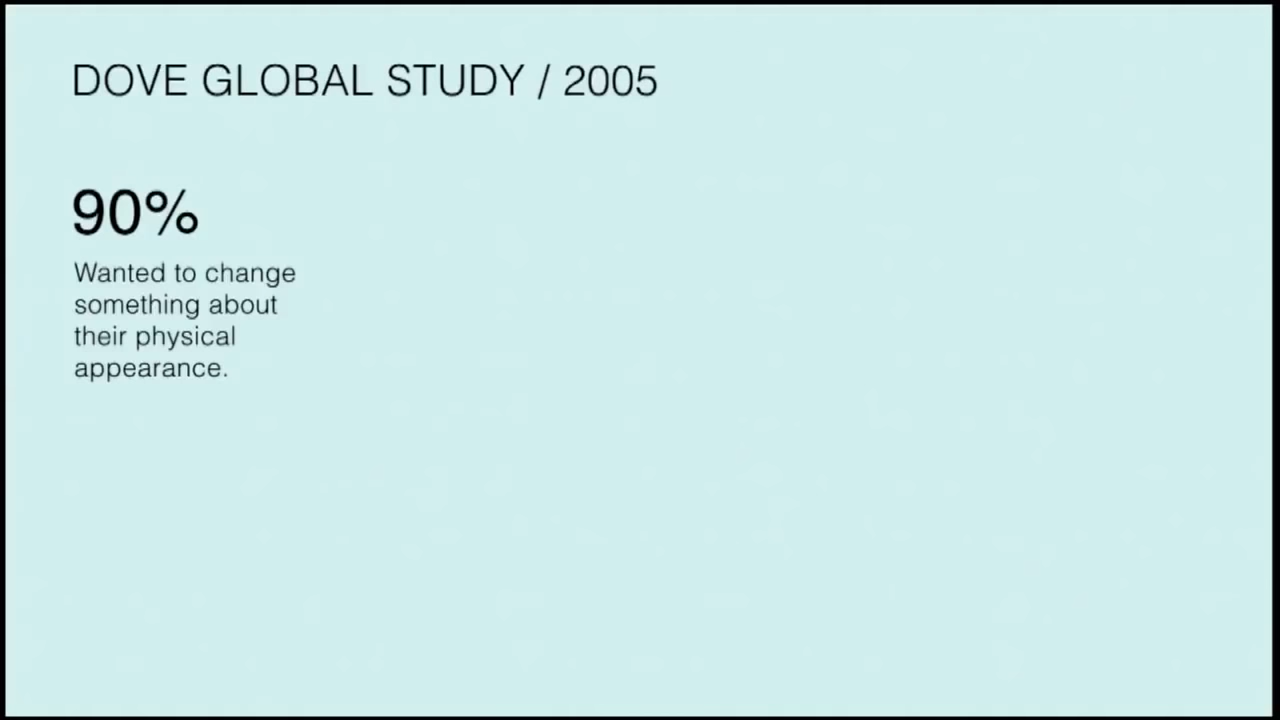 DOVE GLOBAL STUDY / 2005
90%
Wanted to change
something about
their physical
appearance.